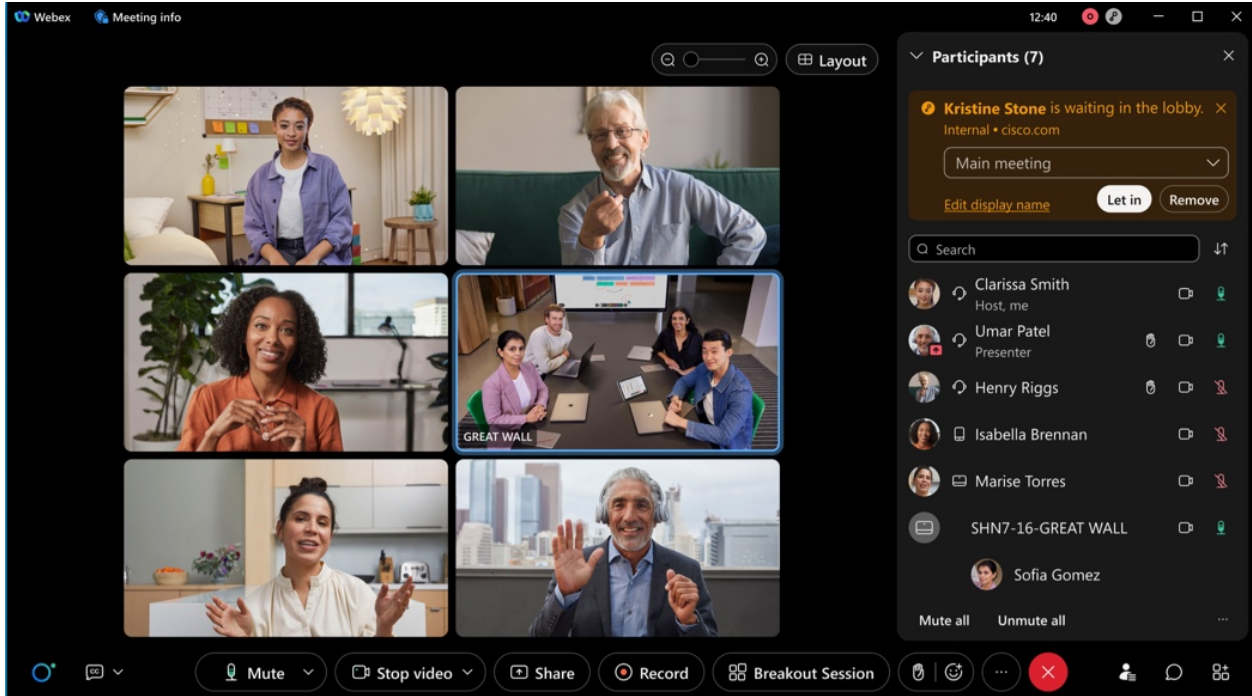 Webex
Meeting info
12:40
Layout
Participants (7)
Kristine Stone is waiting in the lobby.
Internal • cisco.com
Main meeting
Edit display name
Let in
Remove
Search
Clarissa Smith
Host, me
Umar Patel
Presenter
Henry Riggs
Isabella Brennan
Marise Torres
SHN7-16-GREAT WALL
Sofia Gomez
Mute all
Unmute all
GREAT WALL
CC
Mute
Stop video
Share
Record
Breakout Session